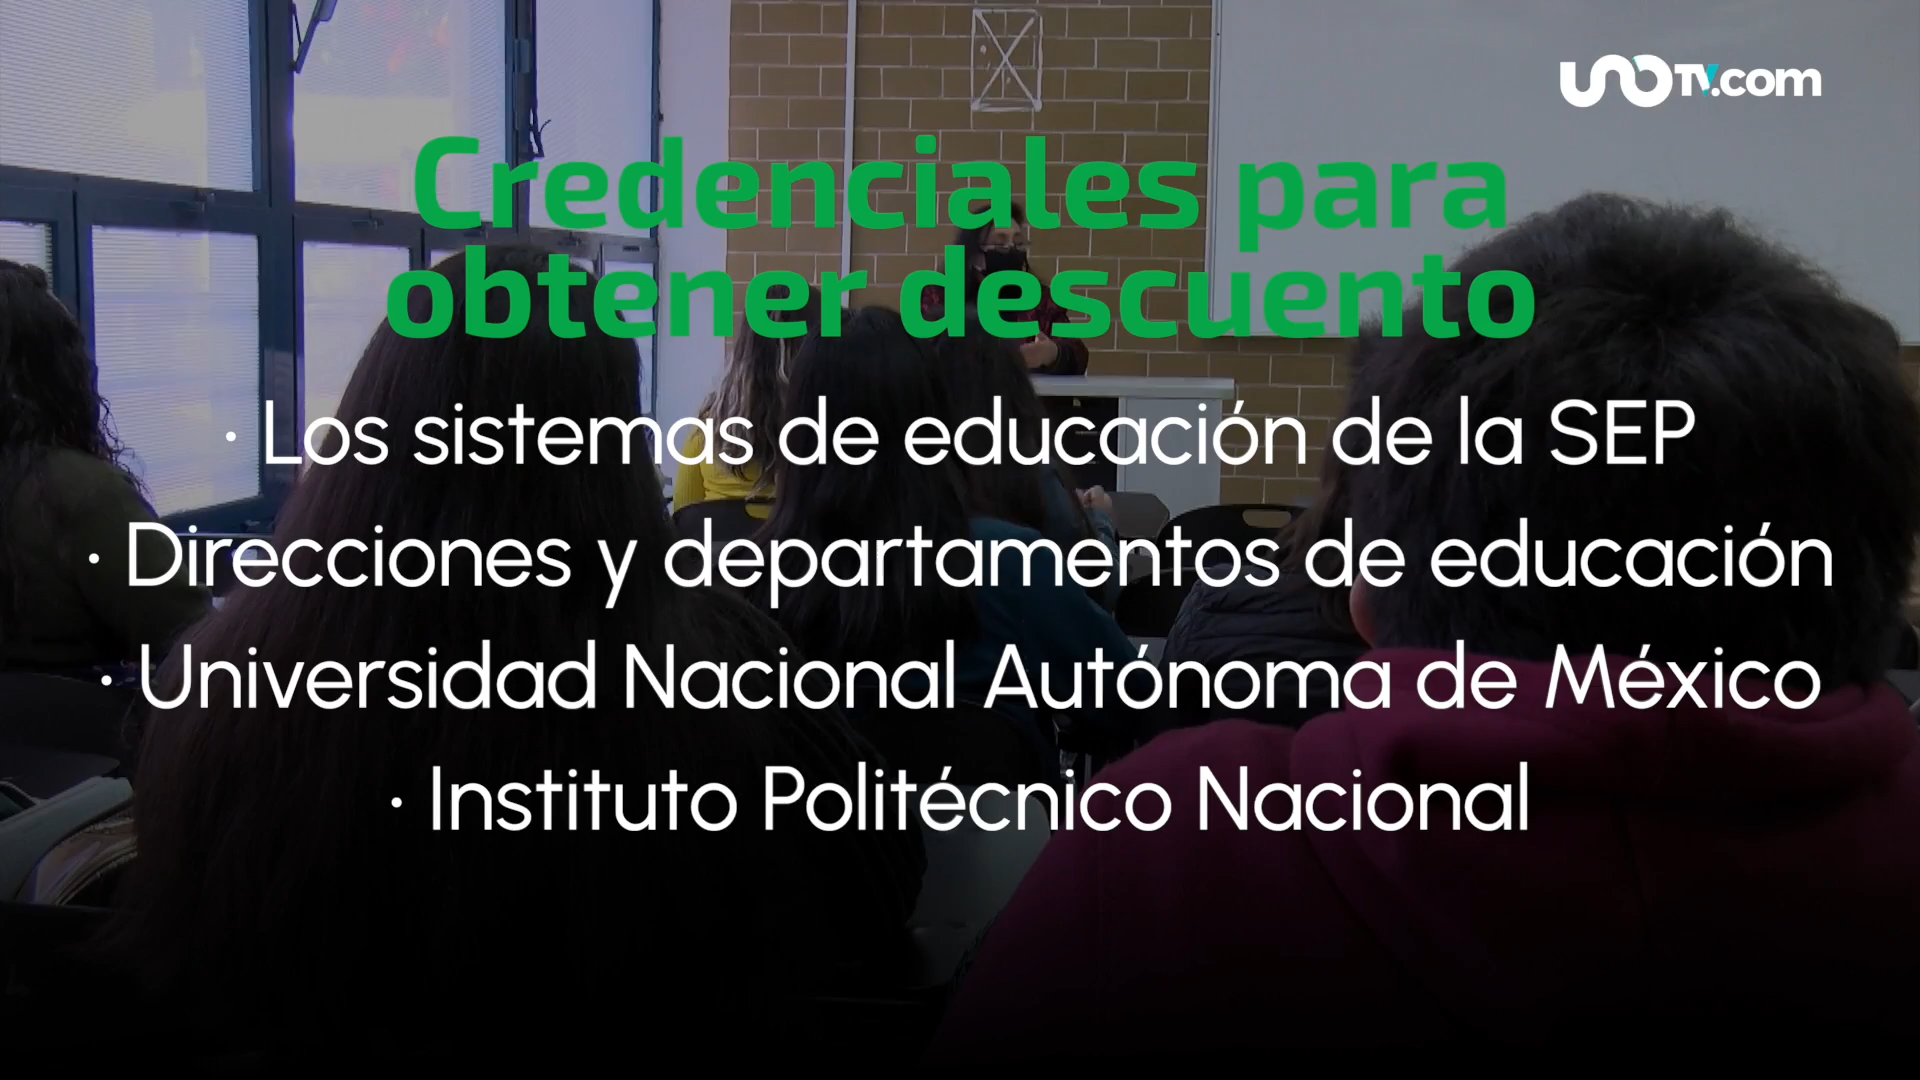 unoTV.com
Credenciales para
obtener descuento
· Los sistemas de educación de la SEP
· Direcciones y departamentos de educación
· Universidad Nacional Autónoma de México
· Instituto Politécnico Nacional